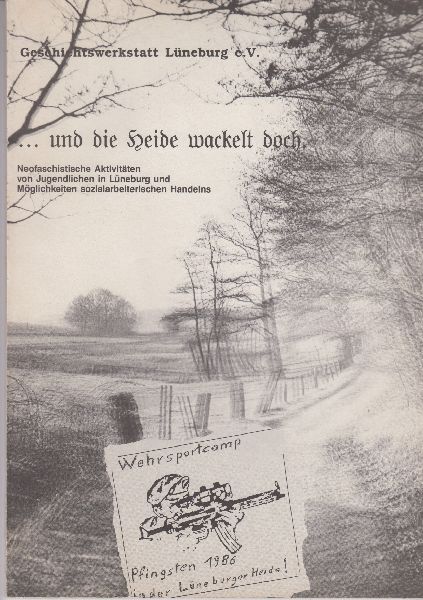 Geschichtswerkstatt Lüneburg e.V.
... und die Heide wackelt doch.
Neofaschistische Aktivitäten
von Jugendlichen in Lüneburg und
Möglichkeiten sozialarbeiterischen Handelns
Wehrsportcamp
Pfingsten 1986
in der Lüneburger Heide!